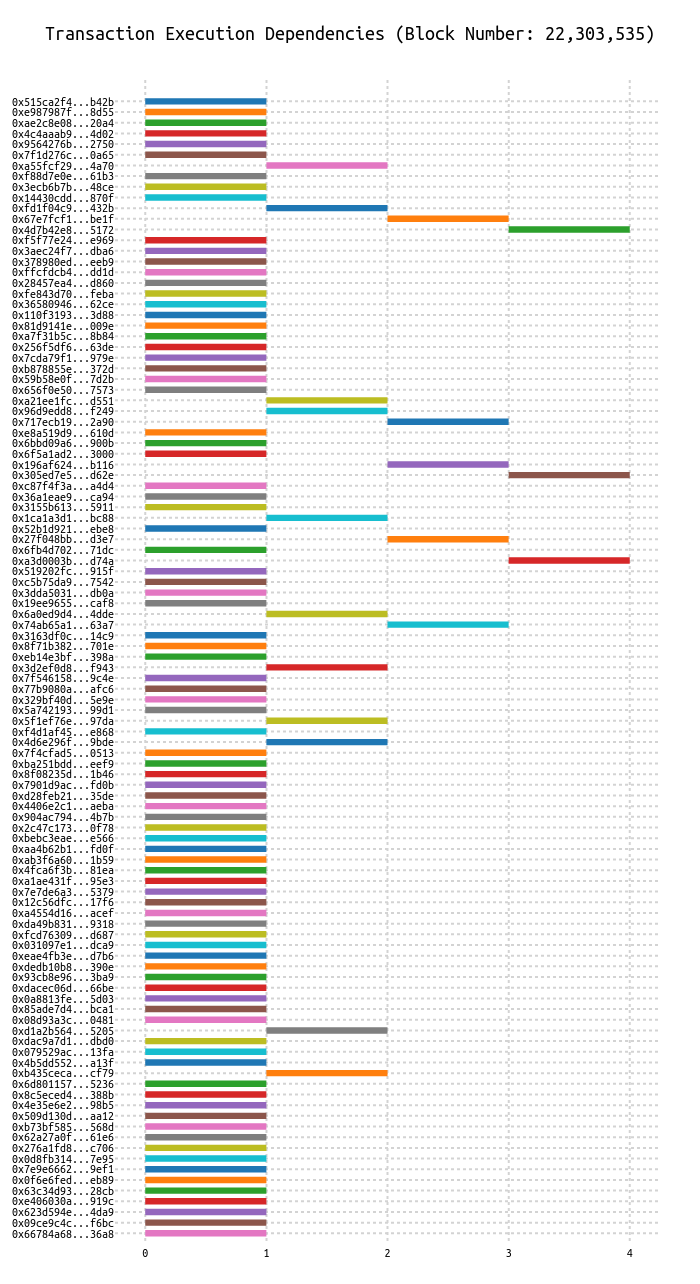 Transaction Execution Dependencies (Block Number: 22,303,535)
0x515ca2f4...b42b
0xe987987f...8d55
0xae2c8e08...20a4
0x4c4aaab9...4d02
0x9564276b...2750
0x7f1d276c...0a65
0xa55fcf29...4a70
0xf88d7e0e...61b3
0x3ecb6b7b...48ce
0x14430cdd...870f
0xfd1f04c9...432b
0x67e7fcf1...be1f
0x4d7b42e8...5172
0xf5f77e24...e969
0x3aec24f7...dba6
0x378980ed...eeb9
0xffcfdcb4...dd1d
0x28457ea4...d860
0xfe843d70...feba
0x36580946...62ce
0x110f3193...3d88
0x81d9141e...009e
0xa7f31b5c...8b84
0x256f5df6...63de
0x7cda79f1...979e
0xb878855e...372d
0x59b58e0f...7d2b
0x656f0e50...7573
0xa21ee1fc...d551
0x96d9edd8...f249
0x717ecb19...2a90
0xe8a519d9...610d
0x6bbd09a6...900b
0x6f5a1ad2...3000
0x196af624...b116
0x305ed7e5...d62e
0xc87f4f3a...a4d4
0x36a1eae9...ca94
0x3155b613...5911
0x1ca1a3d1...bc88
0x52b1d921...ebe8
0x27f048bb...d3e7
0x6fb4d702...71dc
0xa3d0003b...d74a
0x519202fc...915f
0xc5b75da9...7542
0x3dda5031...db0a
0x19ee9655...caf8
0x6a0ed9d4...4dde
0x74ab65a1...63a7
0x3163df0c...14c9
0x8f71b382...701e
0xeb14e3bf...398a
0x3d2ef0d8...f943
0x7f546158...9c4e
0x77b9080a...afc6
0x329bf40d...5e9e
0x5a742193...99d1
0x5f1ef76e...97da
0xf4d1af45...e868
0x4d6e296f...9bde
0x7f4cfad5...0513
0xba251bdd...eef9
0x8f08235d...1b46
0x7901d9ac...fd0b
0xd28feb21...35de
0x4406e2c1...aeba
0x904ac794...4b7b
0x2c47c173...0f78
0xbebc3eae...e566
0xaa4b62b1...fd0f
0xab3f6a60...1b59
0x4fca6f3b...81ea
0xa1ae431f...95e3
0x7e7de6a3...5379
0x12c56dfc...17f6
0xa4554d16...acef
0xda49b831...9318
0xfcd76309...d687
0x031097e1...dca9
0xeae4fb3e...d7b6
0xdedb10b8...390e
0x93cb8e96...3ba9
0xdacec06d...66be
0x0a8813fe...5d03
0x85ade7d4...bca1
0x08d93a3c...0481
0xd1a2b564...5205
0xdac9a7d1...dbd0
0x079529ac...13fa
0x4b5dd552...a13f
0xb435ceca...cf79
0x6d801157...5236
0x8c5eced4...388b
0x4e35e6e2...98b5
0x509d130d...aa12
0xb73bf585...568d
0x62a27a0f...61e6
0x276a1fd8...c706
0x0d8fb314...7e95
0x7e9e6662...9ef1
0x0f6e6fed...eb89
0x63c34d93...28cb
0xe406030a...919c
0x623d594e...4da9
0x09ce9c4c...f6bc
0x66784a68...36a8
0 1 2 3 4